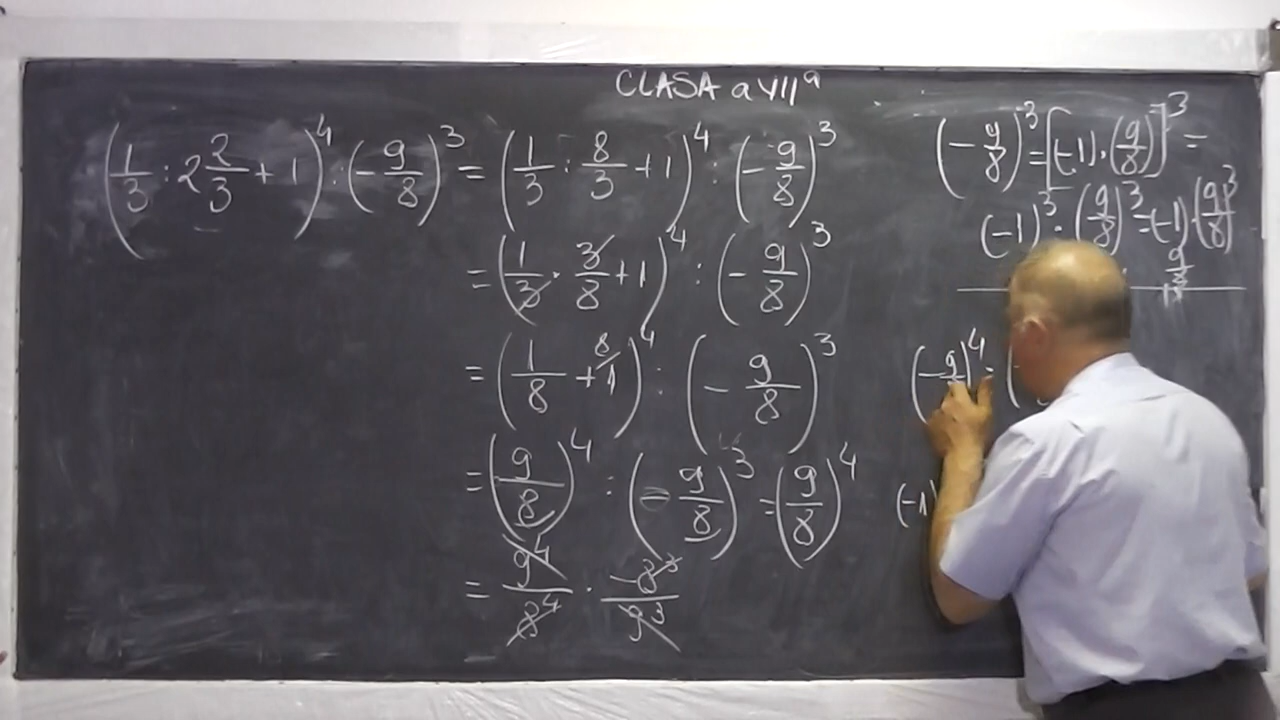 CLASA a VII a
(1/3 : 2 2/3 + 1)^4 : (-9/8)^3 = (1/3 : 8/3 + 1)^4 : (-9/8)^3
= (1/3 · 3/8 + 1)^4 : (-9/8)^3
= (1/8 + 8/1)^4 : (-9/8)^3
= (9/8)^4 : (-9/8)^3 = (9/8)^4
= 9^4/8^4 · -8^3/9^3
(-9/8)^3 = [(-1)·(9/8)]^3 =
(-1)^3 · (9/8)^3 = (-1)·(9/8)^3
(-9
)^4 : (
(-1)